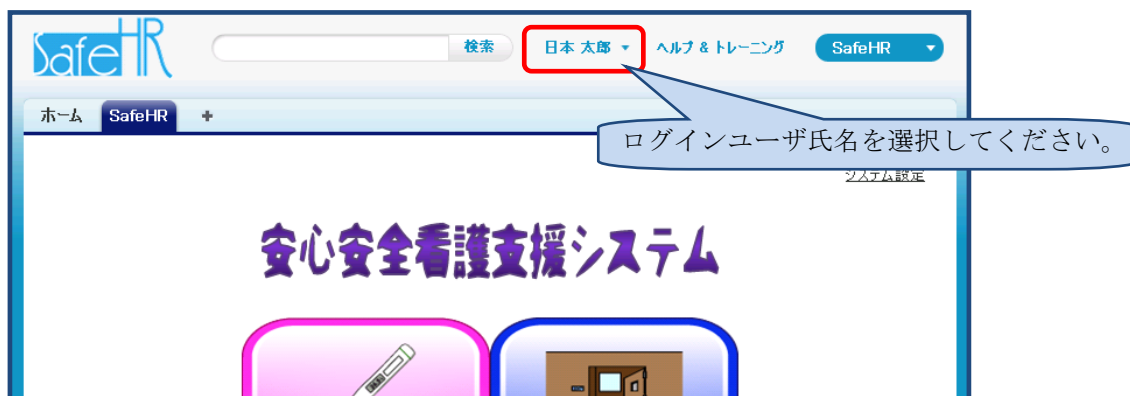 SafeHR
検索
日本 太郎
ヘルプ & トレーニング
SafeHR
ホーム
SafeHR
+
ログインユーザ氏名を選択してください。
システム設定
安心安全看護支援システム